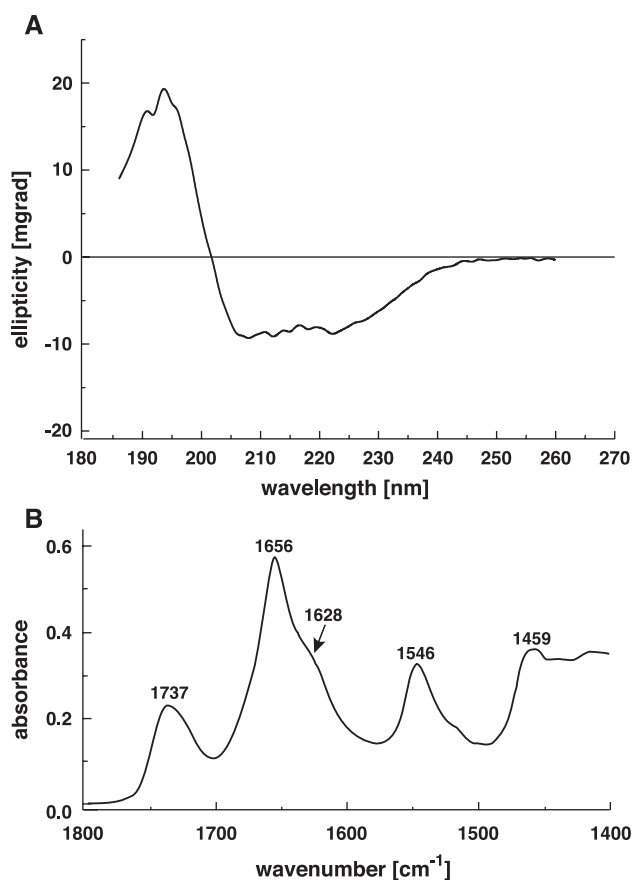 A
20
10
0
-10
-20
ellipticity [mgrad]
180 190 200 210 220 230 240 250 260 270
wavelength [nm]
B
0.6
0.4
0.2
0.0
absorbance
1656
1628
1546
1459
1737
1800 1700 1600 1500 1400
wavenumber [cm⁻¹]